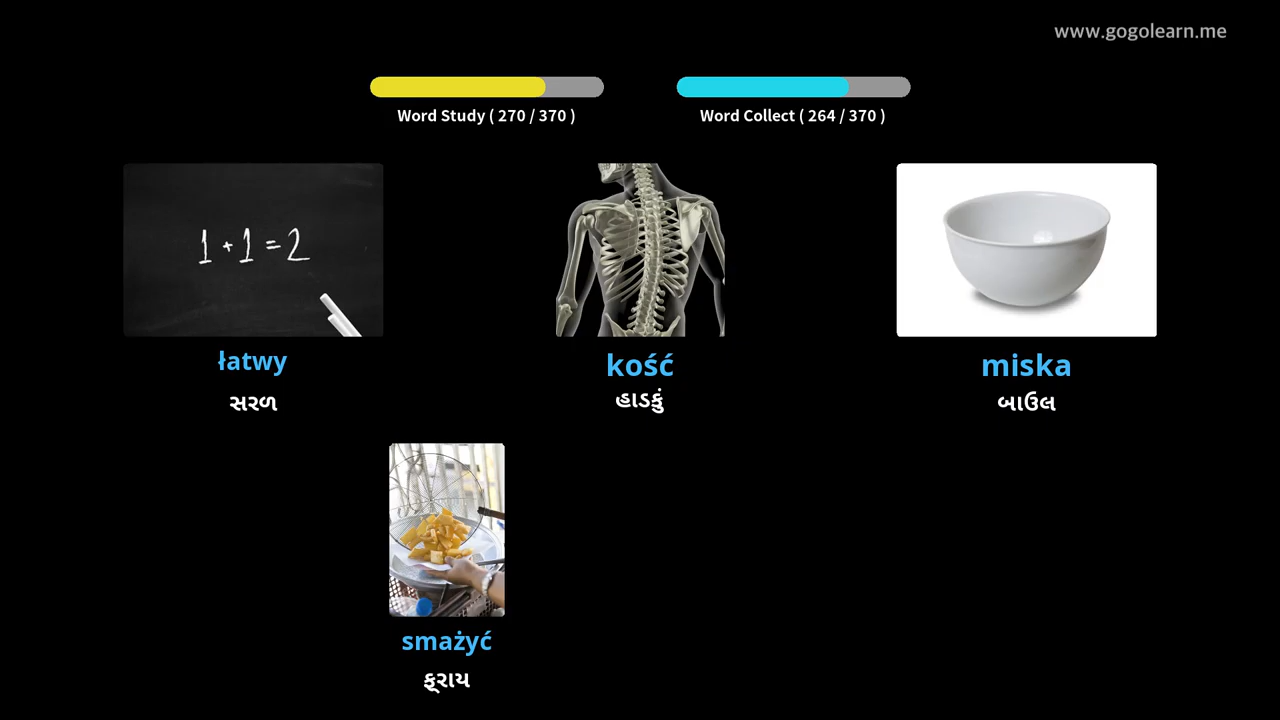 www.gogolearn.me
Word Study ( 270 / 370 )
Word Collect ( 264 / 370 )
1 + 1 = 2
łatwy
સરળ
kość
હાડકું
miska
બાઉલ
smażyć
ફ્રાય